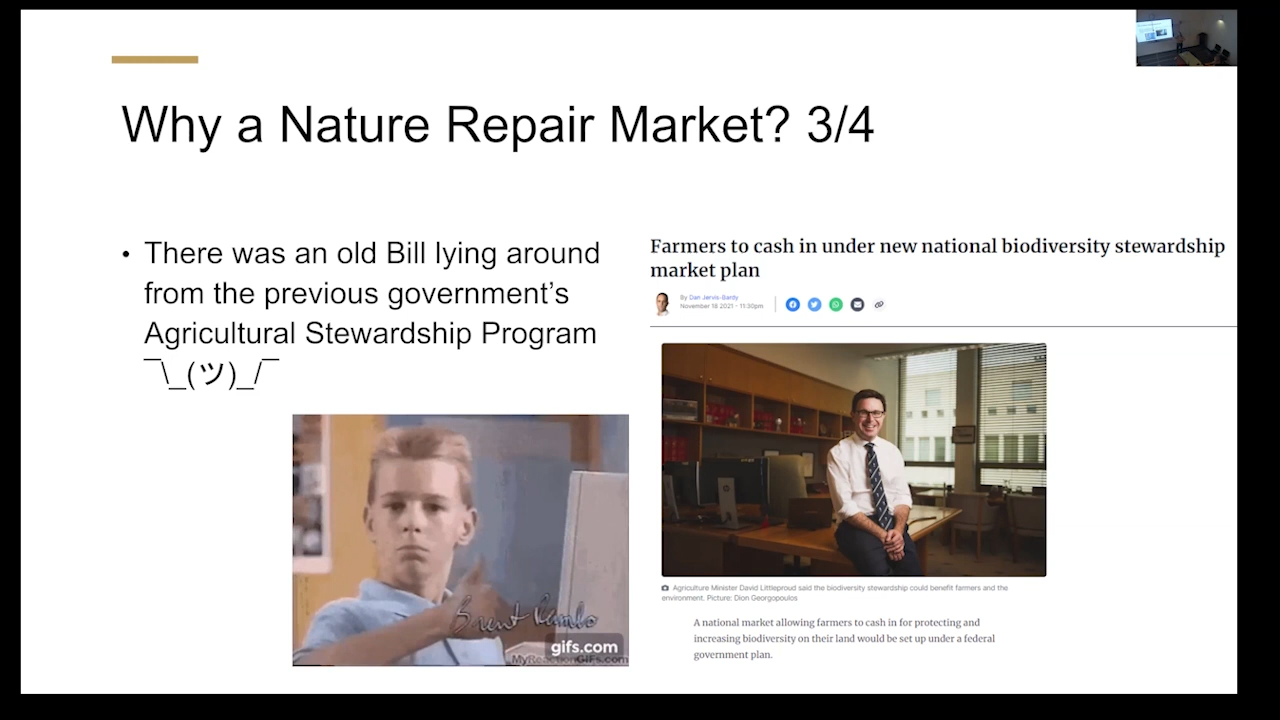 Why a Nature Repair Market? 3/4
• There was an old Bill lying around
from the previous government’s
Agricultural Stewardship Program
¯\_(ツ)_/¯
Brent Rambo
gifs.com
MyReactionGIFs.com
Farmers to cash in under new national biodiversity stewardship
market plan
By Dan Jervis-Bardy
November 18 2021 - 11:30pm
Agriculture Minister David Littleproud said the biodiversity stewardship could benefit farmers and the
environment. Picture: Dion Georgopoulos
A national market allowing farmers to cash in for protecting and
increasing biodiversity on their land would be set up under a federal
government plan.